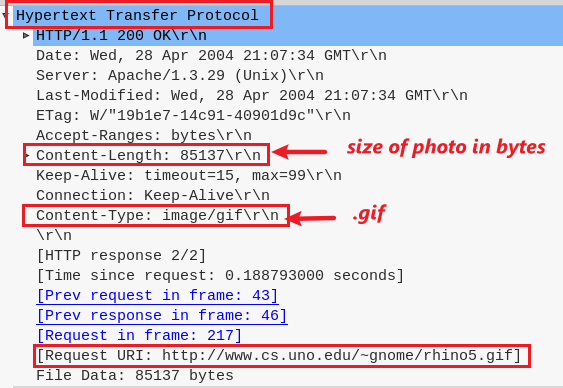 Hypertext Transfer Protocol
HTTP/1.1 200 OK\r\n
Date: Wed, 28 Apr 2004 21:07:34 GMT\r\n
Server: Apache/1.3.29 (Unix)\r\n
Last-Modified: Wed, 28 Apr 2004 21:07:34 GMT\r\n
ETag: W/"19b1e7-14c91-40901d9c"\r\n
Accept-Ranges: bytes\r\n
Content-Length: 85137\r\n size of photo in bytes
Keep-Alive: timeout=15, max=99\r\n
Connection: Keep-Alive\r\n
Content-Type: image/gif\r\n .gif
\r\n
[HTTP response 2/2]
[Time since request: 0.188793000 seconds]
[Prev request in frame: 43]
[Prev response in frame: 46]
[Request in frame: 217]
[Request URI: http://www.cs.uno.edu/~gnome/rhino5.gif]
File Data: 85137 bytes